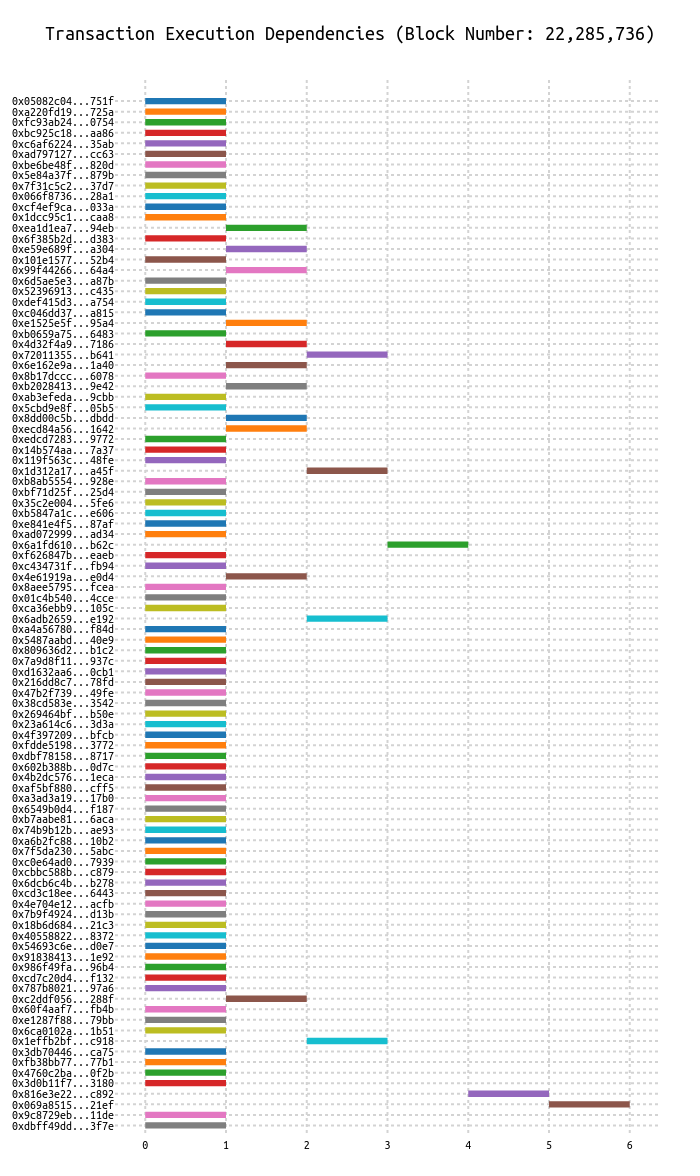 Transaction Execution Dependencies (Block Number: 22,285,736)
0x05082c04...751f
0xa220fd19...725a
0xfc93ab24...0754
0xbc925c18...aa86
0xc6af6224...35ab
0xad797127...cc63
0xbe6be48f...820d
0x5e84a37f...879b
0x7f31c5c2...37d7
0x066f8736...28a1
0xcf4ef9ca...033a
0x1dcc95c1...caa8
0xea1d1ea7...94eb
0x6f385b2d...d383
0xe59e689f...a304
0x101e1577...52b4
0x99f44266...64a4
0x6d5ae5e3...a87b
0x52396913...c435
0xdef415d3...a754
0xc046dd37...a815
0xe1525e5f...95a4
0xb0659a75...6483
0x4d32f4a9...7186
0x72011355...b641
0x6e162e9a...1a40
0x8b17dccc...6078
0xb2028413...9e42
0xab3efeda...9cbb
0x5cbd9e8f...05b5
0x8dd00c5b...dbdd
0xecd84a56...1642
0xedcd7283...9772
0x14b574aa...7a37
0x119f563c...48fe
0x1d312a17...a45f
0xb8ab5554...928e
0xbf71d25f...25d4
0x35c2e004...5fe6
0xb5847a1c...e606
0xe841e4f5...87af
0xad072999...ad34
0x6a1fd610...b62c
0xf626847b...eaeb
0xc434731f...fb94
0x4e61919a...e0d4
0x8aee5795...fcea
0x01c4b540...4cce
0xca36ebb9...105c
0x6adb2659...e192
0xa4a56780...f84d
0x5487aabd...40e9
0x809636d2...b1c2
0x7a9d8f11...937c
0xd1632aa6...0cb1
0x216dd8c7...78fd
0x47b2f739...49fe
0x38cd583e...3542
0x269464bf...b50e
0x23a614c6...3d3a
0x4f397209...bfcb
0xfdde5198...3772
0xdbf78158...8717
0x602b388b...0d7c
0x4b2dc576...1eca
0xaf5bf880...cff5
0xa3ad3a19...17b0
0x6549b0d4...f187
0xb7aabe81...6aca
0x74b9b12b...ae93
0xa6b2fc88...10b2
0x7f5da230...5abc
0xc0e64ad0...7939
0xcbbc588b...c879
0x6dcb6c4b...b278
0xcd3c18ee...6443
0x4e704e12...acfb
0x7b9f4924...d13b
0x18b6d684...21c3
0x40558822...8372
0x54693c6e...d0e7
0x91838413...1e92
0x986f49fa...96b4
0xcd7c20d4...f132
0x787b8021...97a6
0xc2ddf056...288f
0x60f4aaf7...fb4b
0xe1287f88...79bb
0x6ca0102a...1b51
0x1effb2bf...c918
0x3db70446...ca75
0xfb38bb77...77b1
0x4760c2ba...0f2b
0x3d0b11f7...3180
0x816e3e22...c892
0x069a8515...21ef
0x9c8729eb...11de
0xdbff49dd...3f7e
0 1 2 3 4 5 6